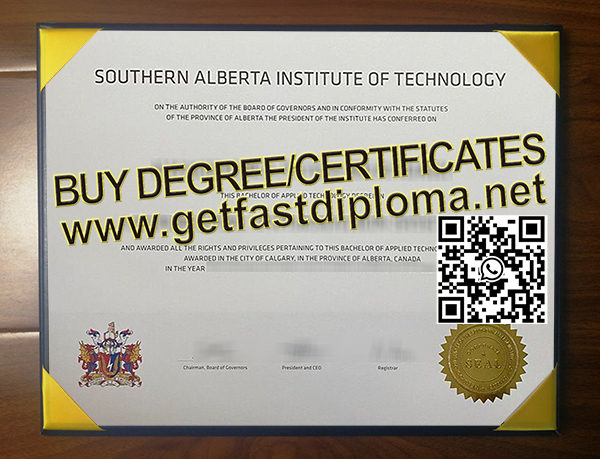 SOUTHERN ALBERTA INSTITUTE OF TECHNOLOGY
ON THE AUTHORITY OF THE BOARD OF GOVERNORS AND IN CONFORMITY WITH THE STATUTES
OF THE PROVINCE OF ALBERTA THE PRESIDENT OF THE INSTITUTE HAS CONFERRED ON
BUY DEGREE/CERTIFICATES
THIS BACHELOR OF APPLIED TECHNOLOGY DEGREE IN
www.getfastdiploma.net
AND AWARDED ALL THE RIGHTS AND PRIVILEGES PERTAINING TO THIS BACHELOR OF APPLIED TECHNO
AWARDED IN THE CITY OF CALGARY, IN THE PROVINCE OF ALBERTA, CANADA
IN THE YEAR
Chairman, Board of Governors President and CEO Registrar
SEAL